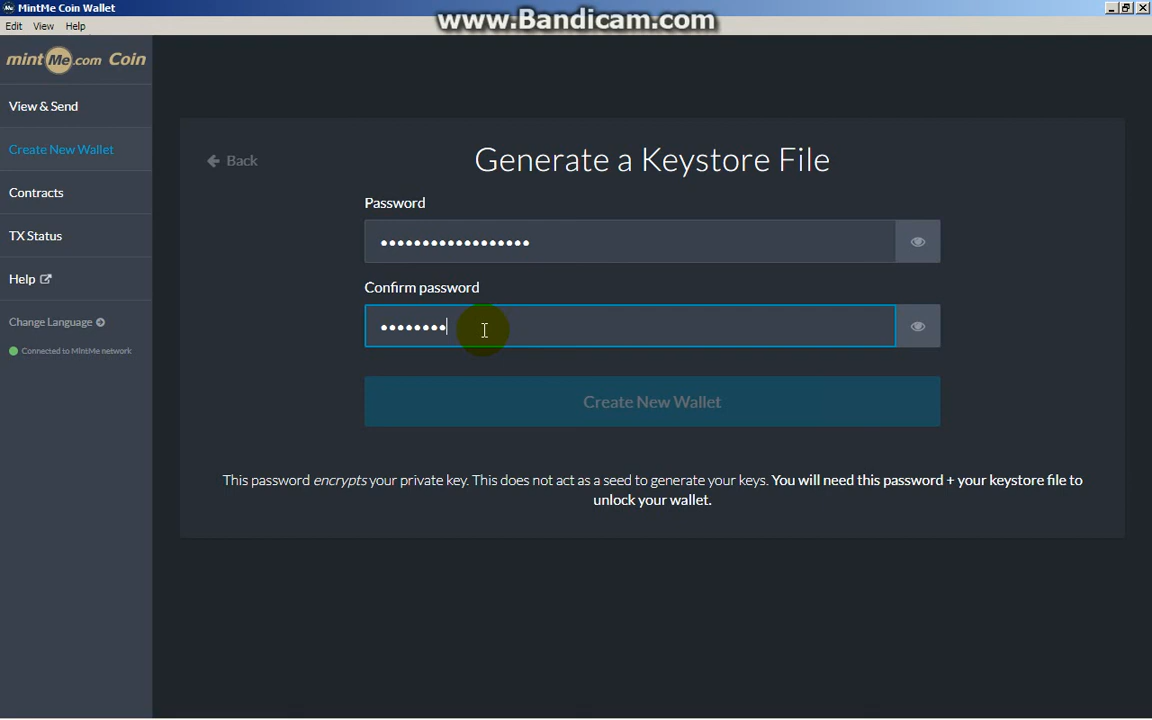 MintMe Coin Wallet
www.Bandicam.com
Edit View Help
mintMe.com Coin
View & Send
Create New Wallet
Contracts
TX Status
Help
Change Language
Connected to MintMe network
Back
Generate a Keystore File
Password
••••••••••••••••••
Confirm password
••••••••
Create New Wallet
This password encrypts your private key. This does not act as a seed to generate your keys. You will need this password + your keystore file to
unlock your wallet.